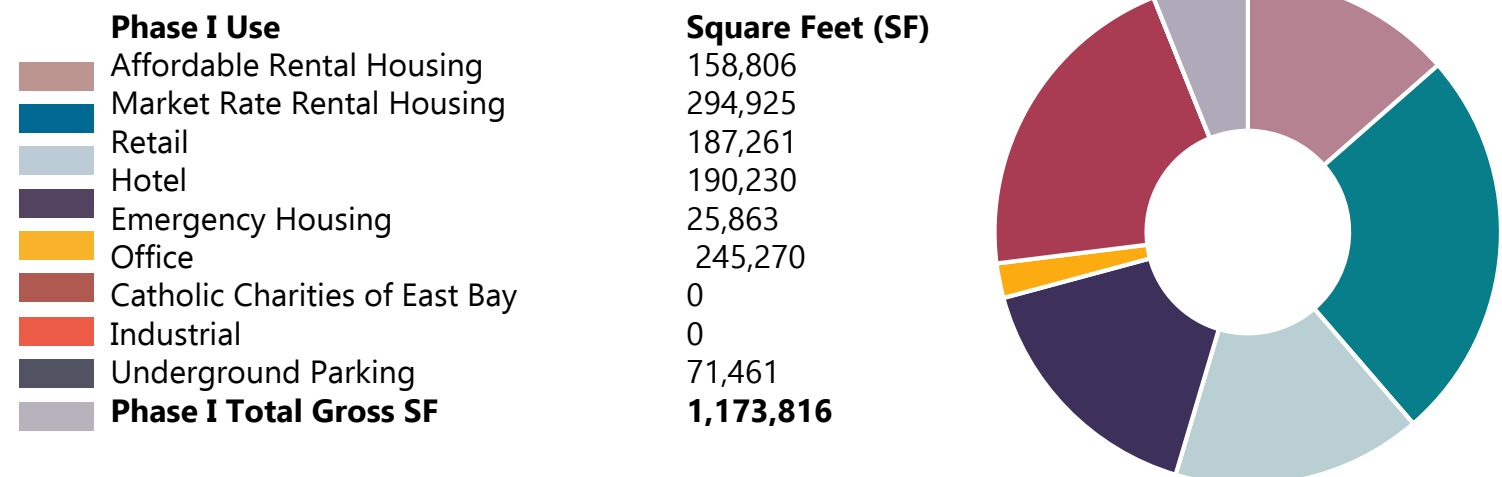 Phase I Use Square Feet (SF)
Affordable Rental Housing 158,806
Market Rate Rental Housing 294,925
Retail 187,261
Hotel 190,230
Emergency Housing 25,863
Office 245,270
Catholic Charities of East Bay 0
Industrial 0
Underground Parking 71,461
Phase I Total Gross SF 1,173,816